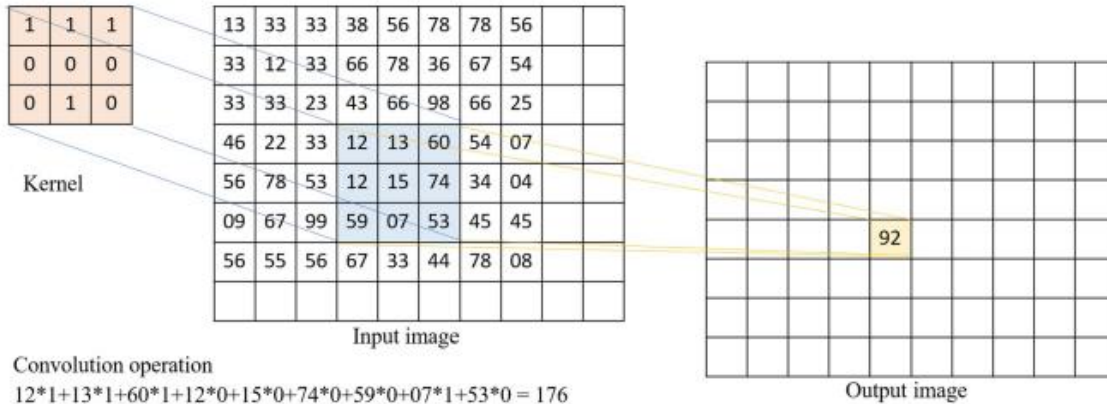 1 1 1
0 0 0
0 1 0
Kernel
13 33 33 38 56 78 78 56
33 12 33 66 78 36 67 54
33 33 23 43 66 98 66 25
46 22 33 12 13 60 54 07
56 78 53 12 15 74 34 04
09 67 99 59 07 53 45 45
56 55 56 67 33 44 78 08
Input image
92
Output image
Convolution operation
12*1+13*1+60*1+12*0+15*0+74*0+59*0+07*1+53*0 = 176